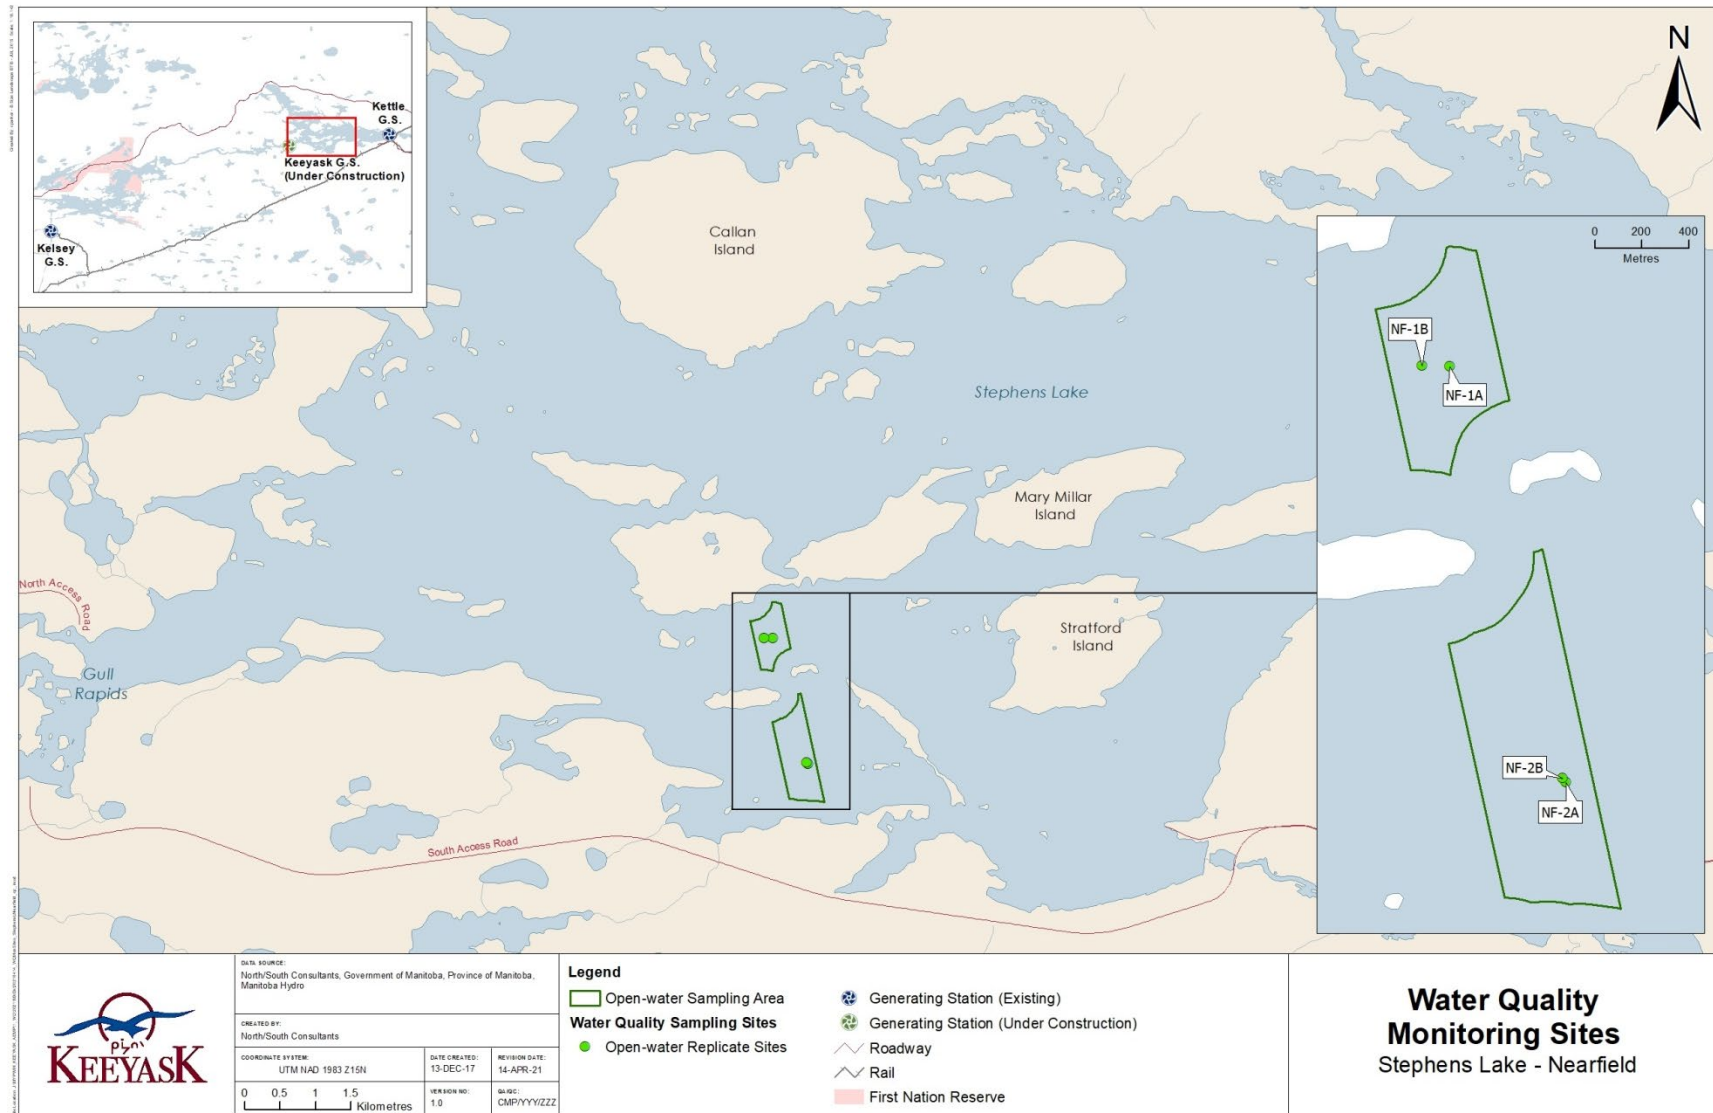 N
Kettle
G.S.
Keeyask G.S.
(Under Construction)
Kelsey
G.S.
Callan
Island
0 200 400
Metres
NF-1B
NF-1A
Stephens Lake
Mary Millar
Island
North Access Road
Stratford
Island
Gull
Rapids
NF-2B
NF-2A
South Access Road
KEEYASK
DATA SOURCE:
North/South Consultants, Government of Manitoba, Province of Manitoba,
Manitoba Hydro
CREATED BY:
North/South Consultants
COORDINATE SYSTEM:
UTM NAD 1983 Z15N
DATE CREATED:
13-DEC-17
REVISION DATE:
14-APR-21
0 0.5 1 1.5
Kilometres
VERSION NO:
1.0
QA/QC:
CMP/YYY/ZZZ
Legend
Open-water Sampling Area
Water Quality Sampling Sites
Open-water Replicate Sites
Generating Station (Existing)
Generating Station (Under Construction)
Roadway
Rail
First Nation Reserve
Water Quality
Monitoring Sites
Stephens Lake - Nearfield